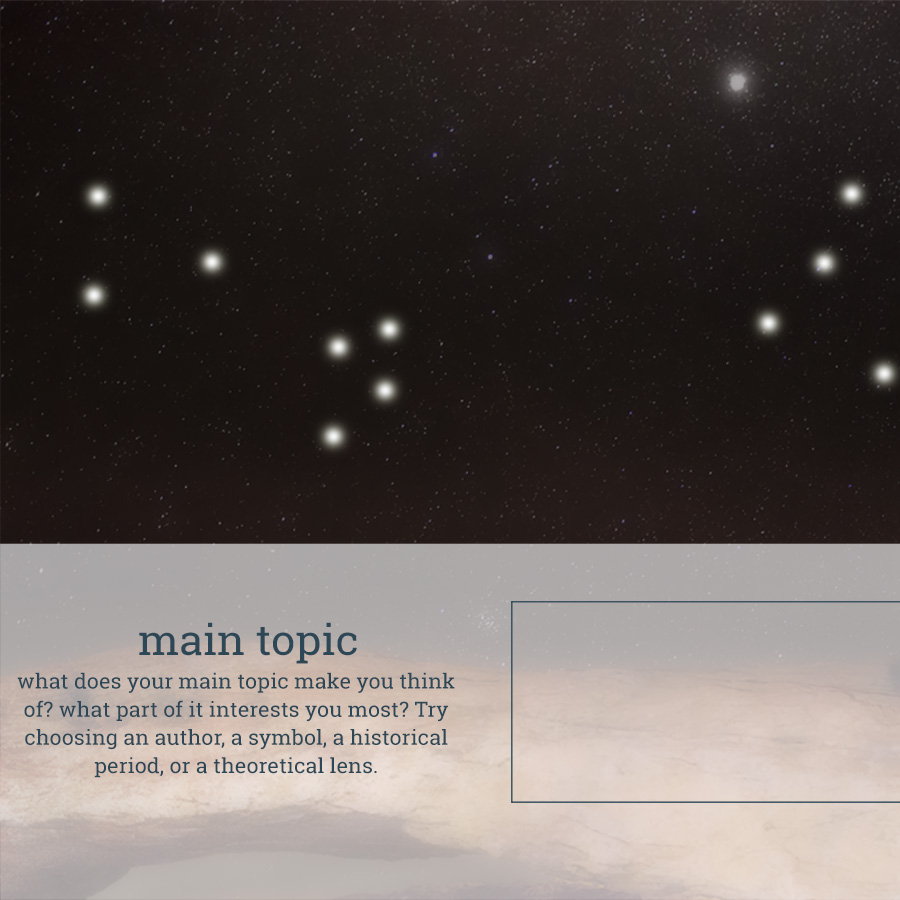 main topic
what does your main topic make you think
of? what part of it interests you most? Try
choosing an author, a symbol, a historical
period, or a theoretical lens.